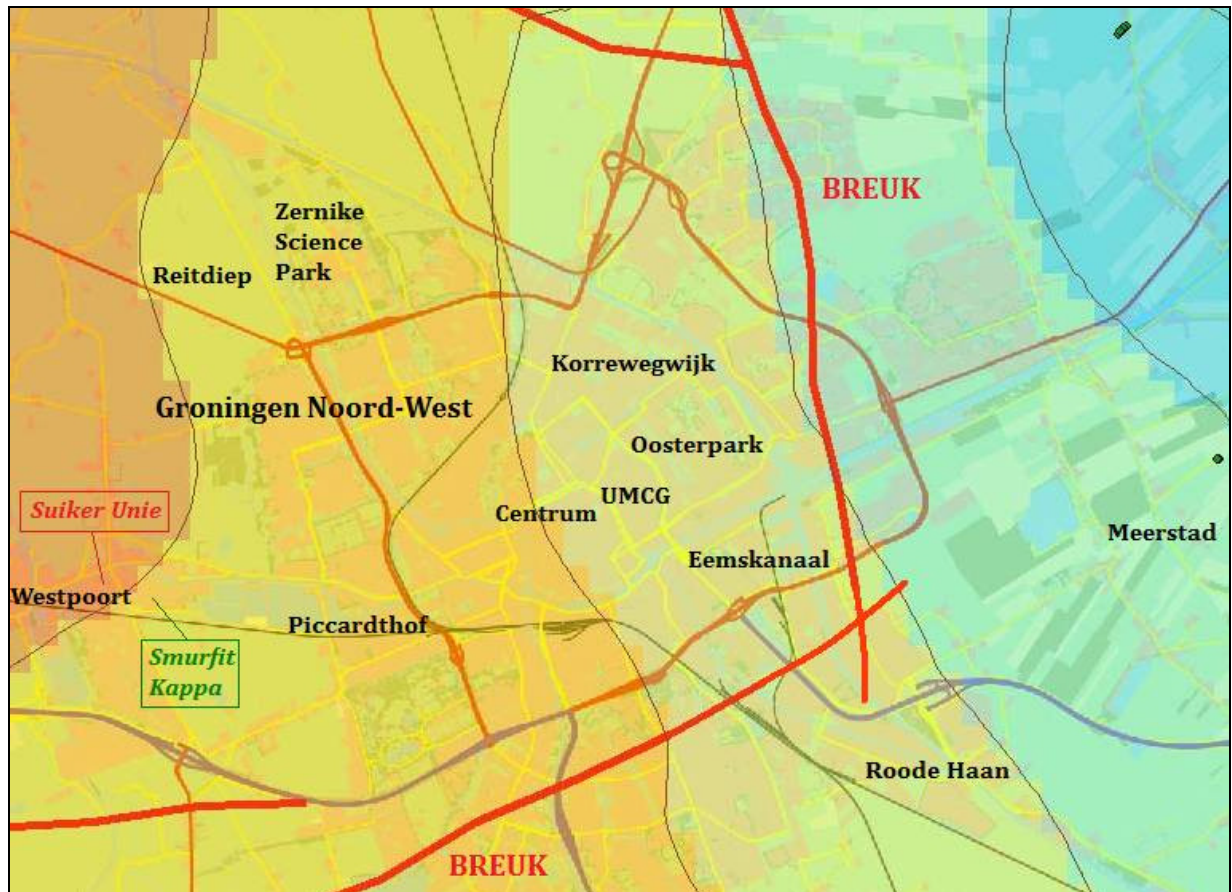 BREUK
Zernike
Science
Park
Reitdiep
Korrewegwijk
Groningen Noord-West
Oosterpark
UMCG
Centrum
Suiker Unie
Meerstad
Eemskanaal
Westpoort
Piccardthof
Smurfit
Kappa
Roode Haan
BREUK